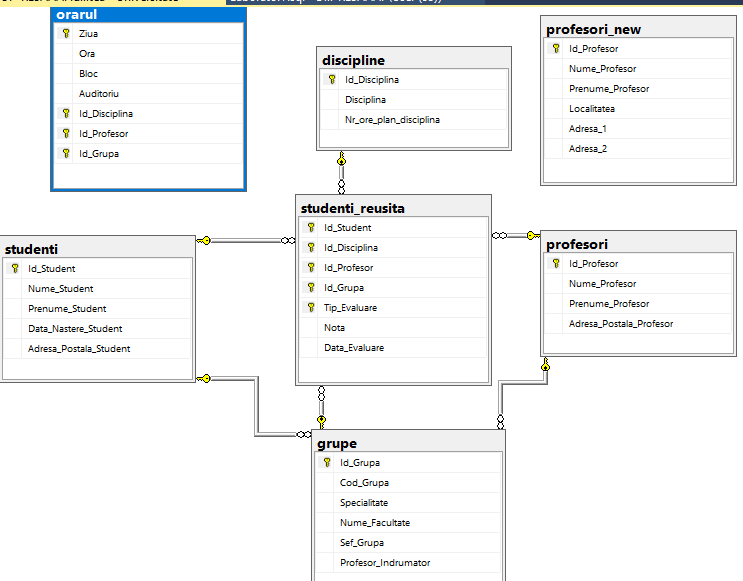 orarul
Ziua
Ora
Bloc
Auditoriu
Id_Disciplina
Id_Profesor
Id_Grupa
discipline
Id_Disciplina
Disciplina
Nr_ore_plan_disciplina
profesori_new
Id_Profesor
Nume_Profesor
Prenume_Profesor
Localitatea
Adresa_1
Adresa_2
studenti
Id_Student
Nume_Student
Prenume_Student
Data_Nastere_Student
Adresa_Postala_Student
studenti_reusita
Id_Student
Id_Disciplina
Id_Profesor
Id_Grupa
Tip_Evaluare
Nota
Data_Evaluare
profesori
Id_Profesor
Nume_Profesor
Prenume_Profesor
Adresa_Postala_Profesor
grupe
Id_Grupa
Cod_Grupa
Specialitate
Nume_Facultate
Sef_Grupa
Profesor_Indrumator